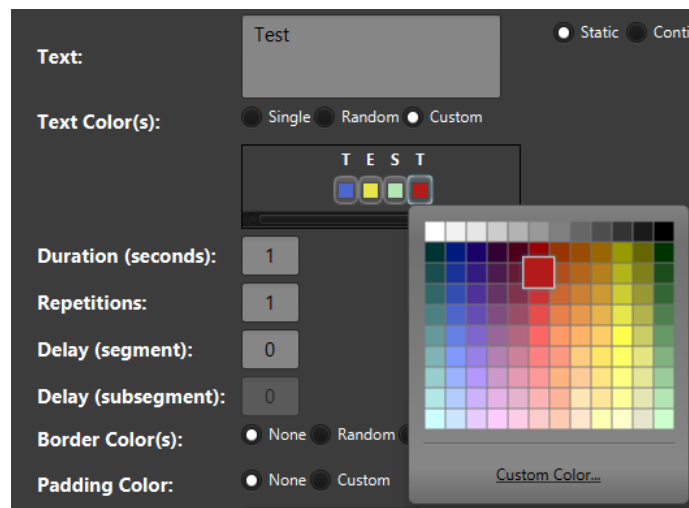 Text: Test Static Conti
Text Color(s): Single Random Custom
T E S T
Duration (seconds): 1
Repetitions: 1
Delay (segment): 0
Delay (subsegment): 0
Border Color(s): None Random
Padding Color: None Custom
Custom Color...